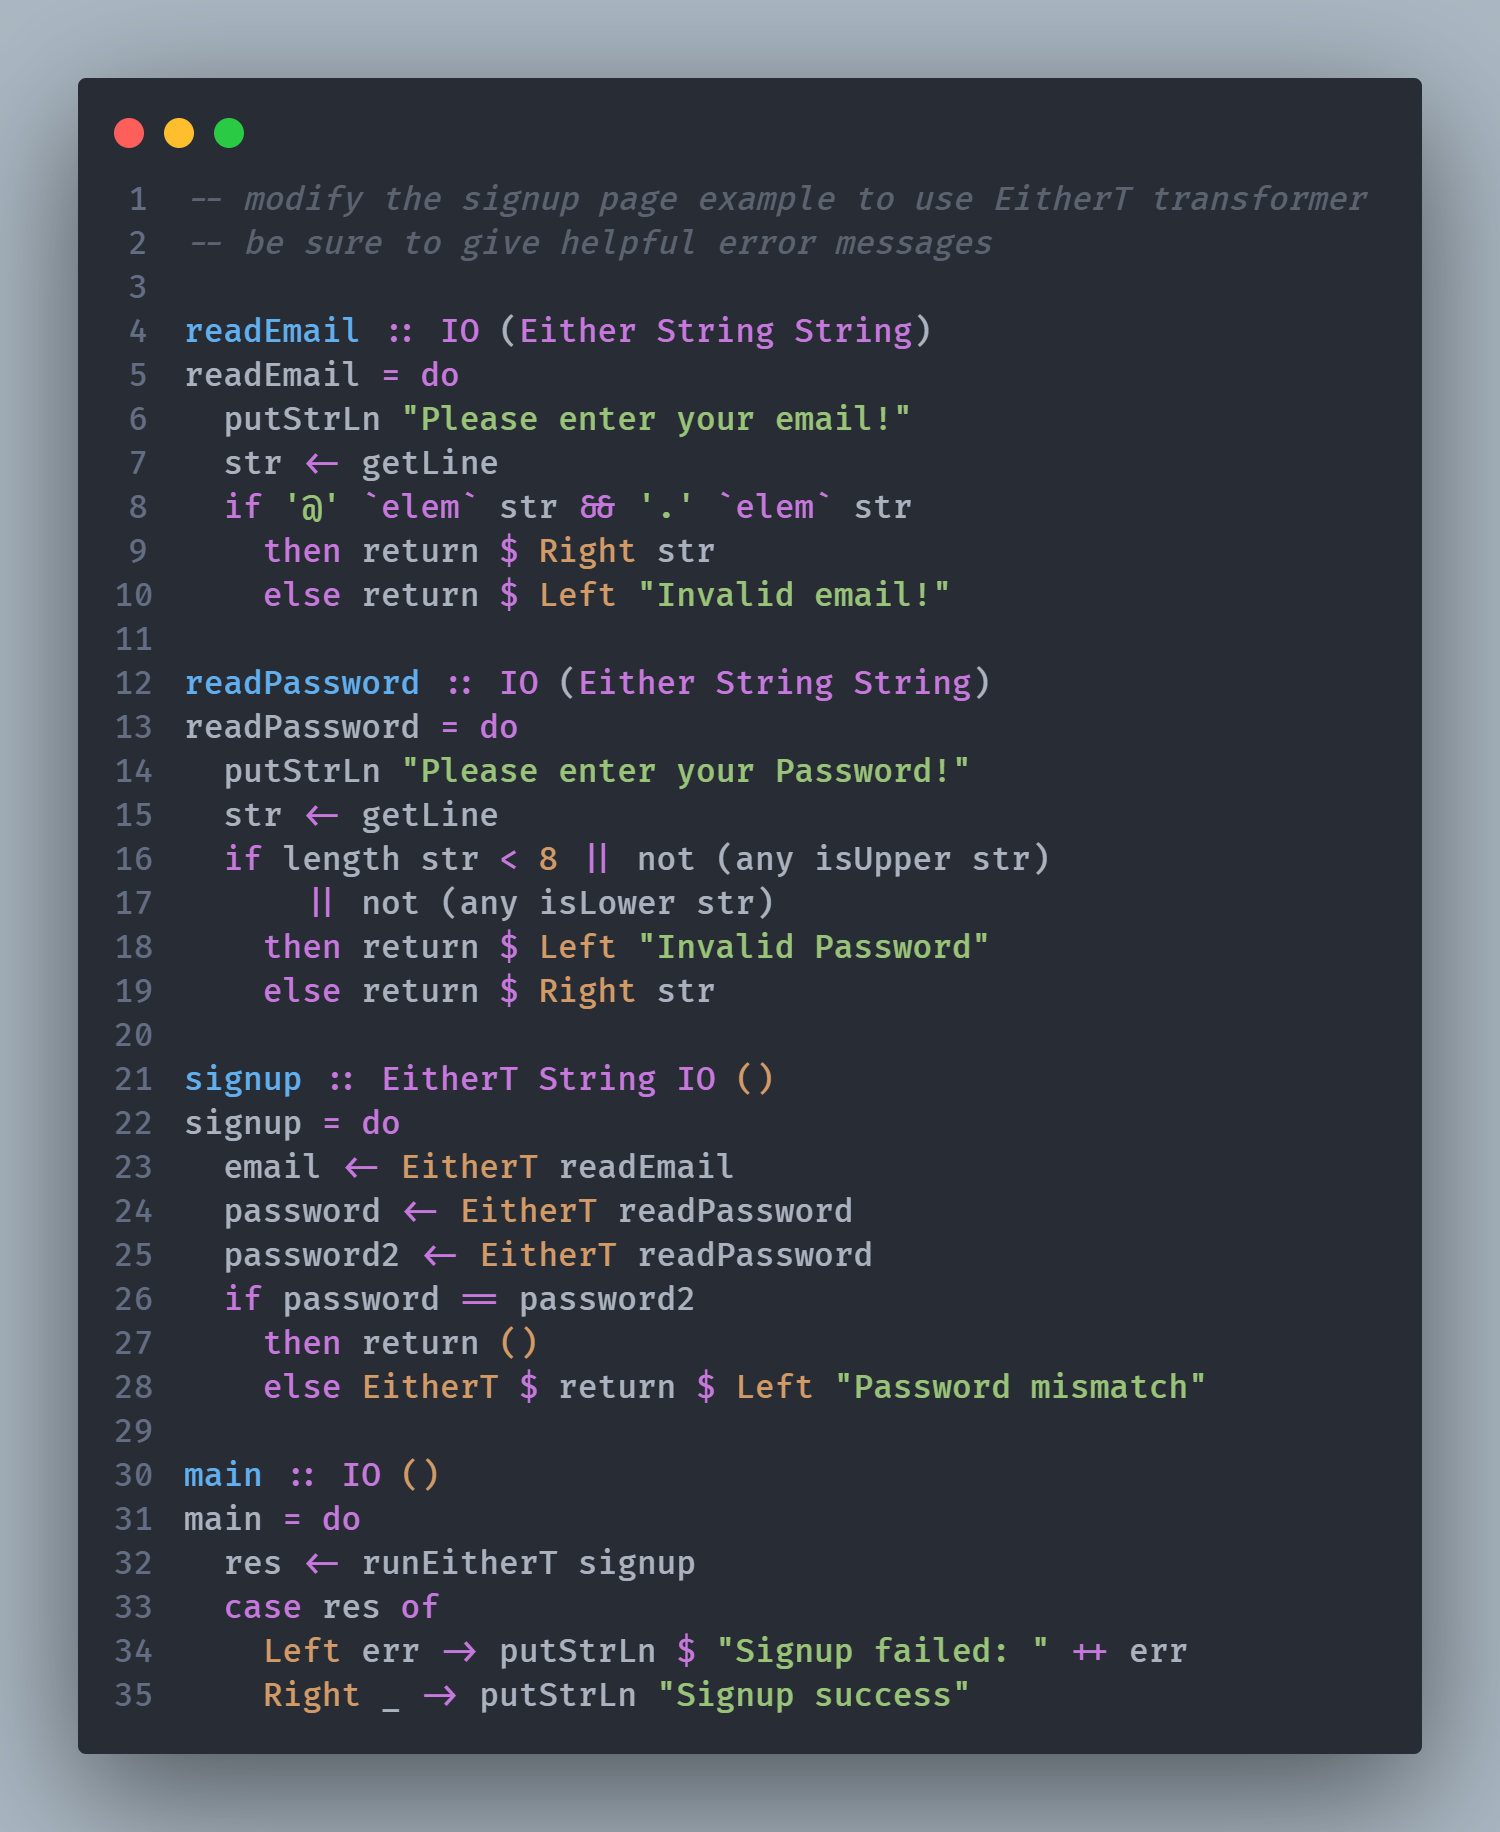 1 -- modify the signup page example to use EitherT transformer
2 -- be sure to give helpful error messages
3
4 readEmail :: IO (Either String String)
5 readEmail = do
6   putStrLn "Please enter your email!"
7   str <- getLine
8   if '@' `elem` str && '.' `elem` str
9     then return $ Right str
10     else return $ Left "Invalid email!"
11
12 readPassword :: IO (Either String String)
13 readPassword = do
14   putStrLn "Please enter your Password!"
15   str <- getLine
16   if length str < 8 || not (any isUpper str)
17       || not (any isLower str)
18     then return $ Left "Invalid Password"
19     else return $ Right str
20
21 signup :: EitherT String IO ()
22 signup = do
23   email <- EitherT readEmail
24   password <- EitherT readPassword
25   password2 <- EitherT readPassword
26   if password == password2
27     then return ()
28     else EitherT $ return $ Left "Password mismatch"
29
30 main :: IO ()
31 main = do
32   res <- runEitherT signup
33   case res of
34     Left err -> putStrLn $ "Signup failed: " ++ err
35     Right _ -> putStrLn "Signup success"